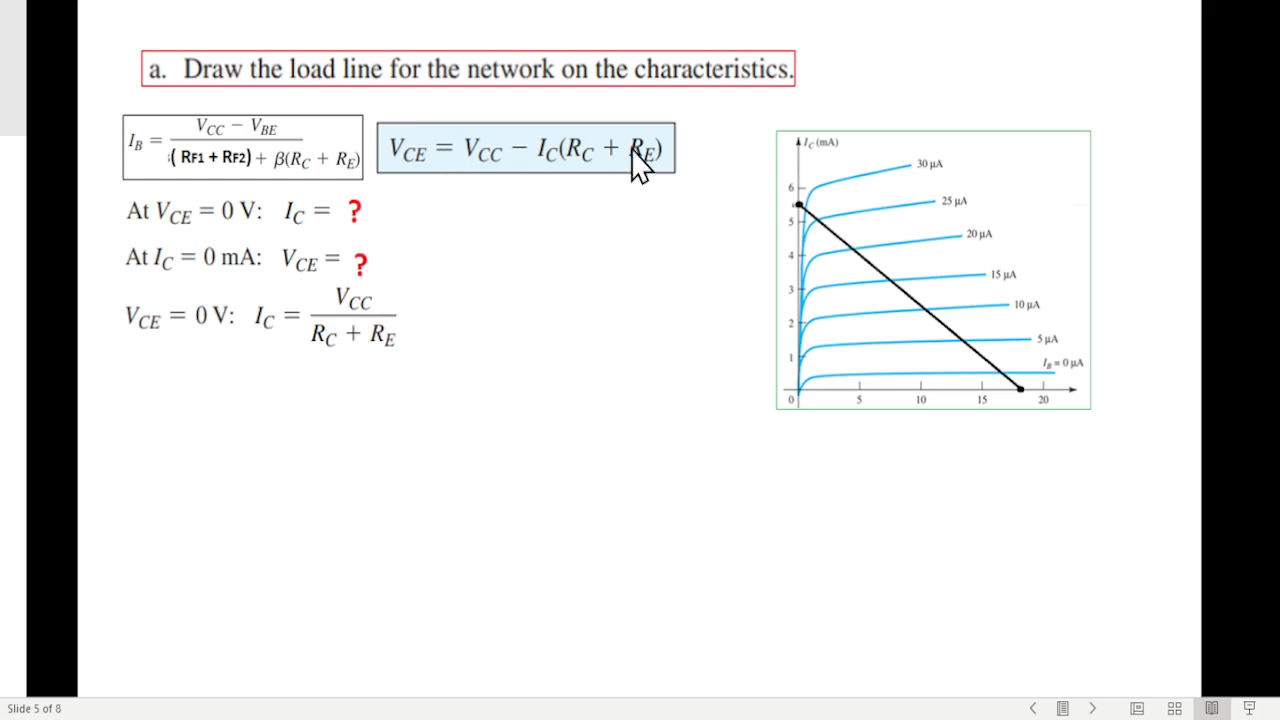 a. Draw the load line for the network on the characteristics.
I_B = (V_CC − V_BE) / (( RF1 + RF2) + β(R_C + R_E))
V_CE = V_CC − I_C(R_C + R_E)
At V_CE = 0 V: I_C = ?
At I_C = 0 mA: V_CE = ?
V_CE = 0 V: I_C = V_CC / (R_C + R_E)
I_C (mA)
30 µA
6
25 µA
5
20 µA
4
15 µA
3
10 µA
2
5 µA
1
I_B = 0 µA
0 5 10 15 20
Slide 5 of 8